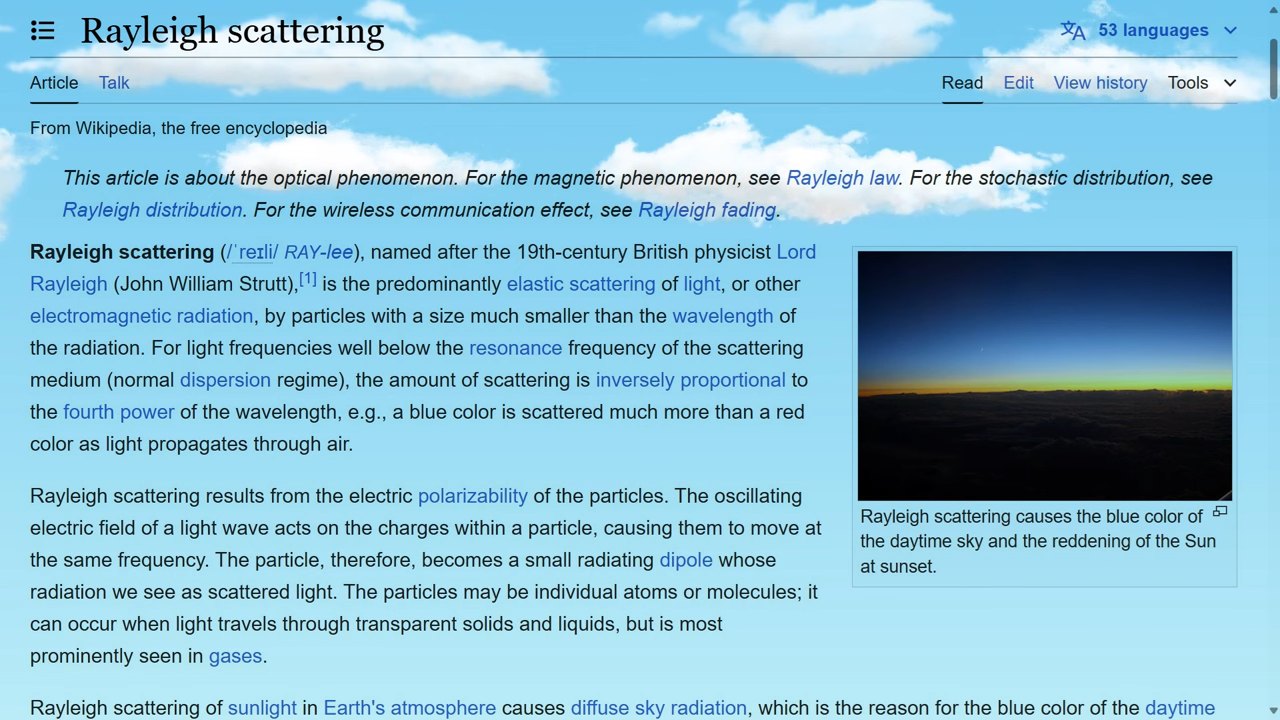 Rayleigh scattering
53 languages
Article Talk
Read Edit View history Tools
From Wikipedia, the free encyclopedia
This article is about the optical phenomenon. For the magnetic phenomenon, see Rayleigh law. For the stochastic distribution, see
Rayleigh distribution. For the wireless communication effect, see Rayleigh fading.
Rayleigh scattering (/ˈreɪli/ RAY-lee), named after the 19th-century British physicist Lord
Rayleigh (John William Strutt),[1] is the predominantly elastic scattering of light, or other
electromagnetic radiation, by particles with a size much smaller than the wavelength of
the radiation. For light frequencies well below the resonance frequency of the scattering
medium (normal dispersion regime), the amount of scattering is inversely proportional to
the fourth power of the wavelength, e.g., a blue color is scattered much more than a red
color as light propagates through air.
Rayleigh scattering results from the electric polarizability of the particles. The oscillating
electric field of a light wave acts on the charges within a particle, causing them to move at
the same frequency. The particle, therefore, becomes a small radiating dipole whose
radiation we see as scattered light. The particles may be individual atoms or molecules; it
can occur when light travels through transparent solids and liquids, but is most
prominently seen in gases.
Rayleigh scattering causes the blue color of
the daytime sky and the reddening of the Sun
at sunset.
Rayleigh scattering of sunlight in Earth's atmosphere causes diffuse sky radiation, which is the reason for the blue color of the daytime